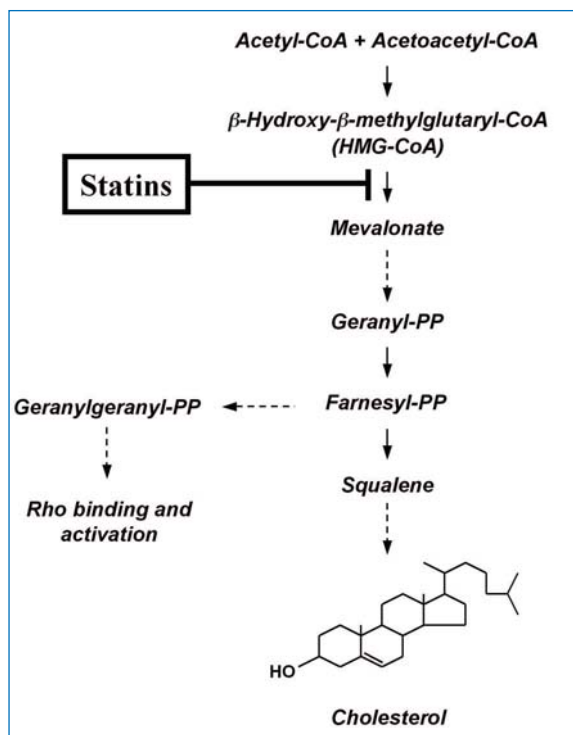 Acetyl-CoA + Acetoacetyl-CoA
β-Hydroxy-β-methylglutaryl-CoA
(HMG-CoA)
Statins
Mevalonate
Geranyl-PP
Geranylgeranyl-PP
Farnesyl-PP
Squalene
Rho binding and
activation
HO
Cholesterol